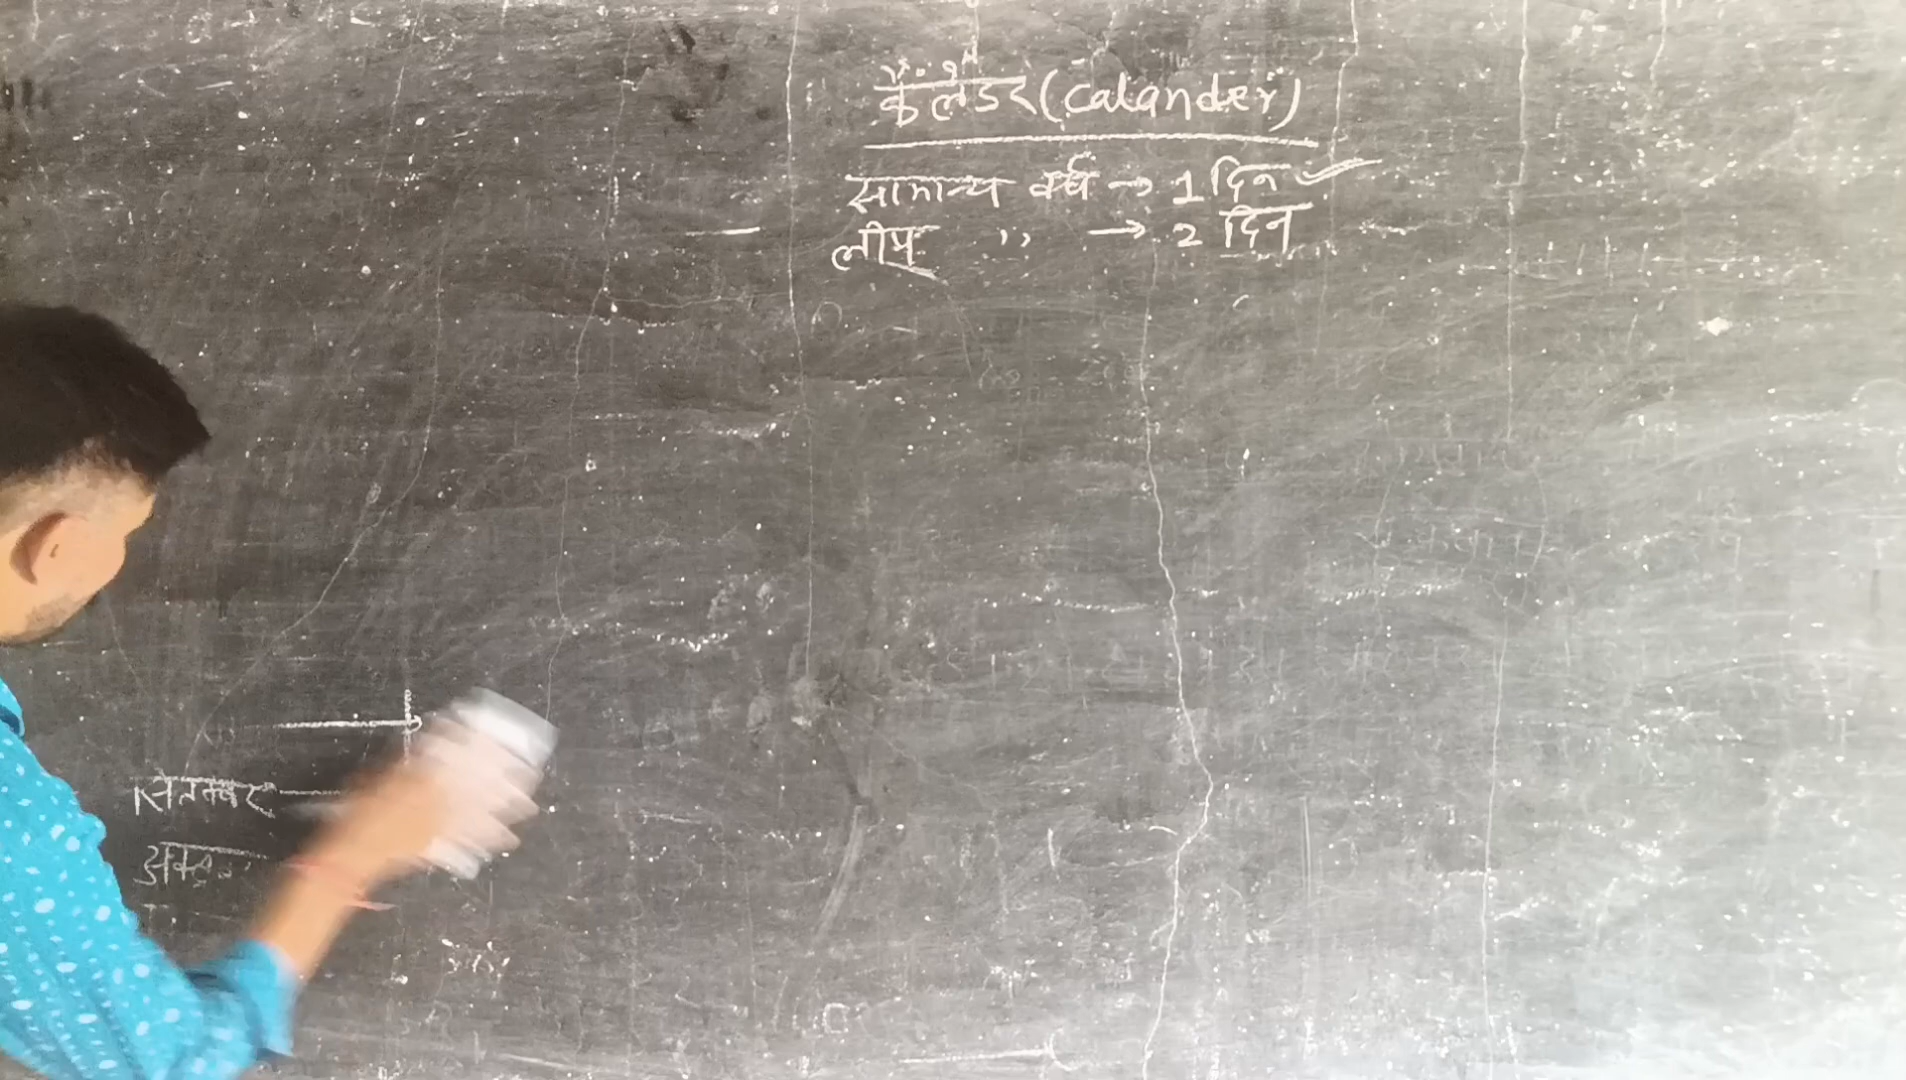 कैलेंडर (Calander)
सामान्य वर्ष → 1 दिन ✓
लीप ,, → 2 दिन
सितम्बर